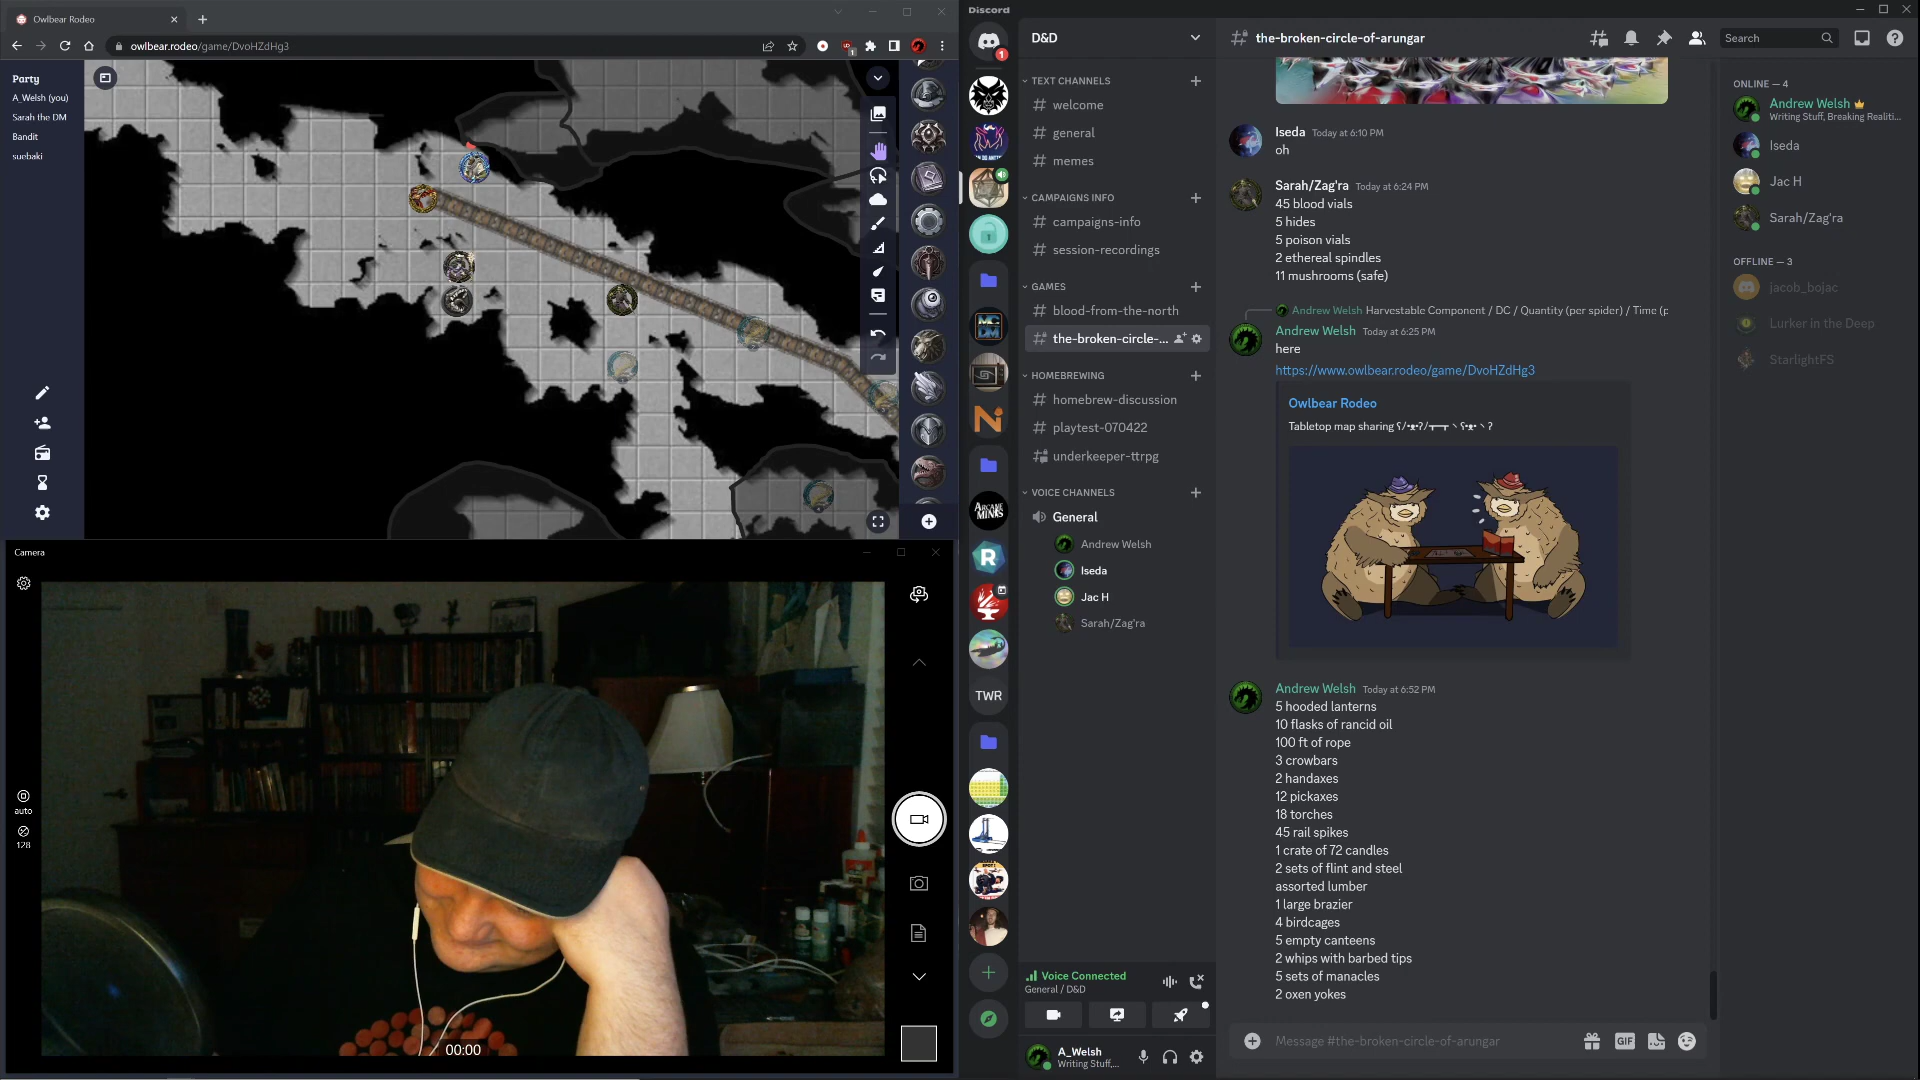 Owlbear Rodeo
owlbear.rodeo/game/DvoHZdHg3
Party
A_Welsh (you)
Sarah the DM
Bandit
suebaki
Camera
auto
128
00:00
Discord
1
TWR
ARCANE
MINIS
D&D
TEXT CHANNELS
welcome
general
memes
CAMPAIGNS INFO
campaigns-info
session-recordings
GAMES
blood-from-the-north
the-broken-circle-...
HOMEBREWING
homebrew-discussion
playtest-070422
underkeeper-ttrpg
VOICE CHANNELS
General
Andrew Welsh
Iseda
Jac H
Sarah/Zag'ra
Voice Connected
General / D&D
A_Welsh
Writing Stuff,...
the-broken-circle-of-arungar
Search
Iseda Today at 6:10 PM
oh
Sarah/Zag'ra Today at 6:24 PM
45 blood vials
5 hides
5 poison vials
2 ethereal spindles
11 mushrooms (safe)
Andrew Welsh Harvestable Component / DC / Quantity (per spider) / Time (p
Andrew Welsh Today at 6:25 PM
here
https://www.owlbear.rodeo/game/DvoHZdHg3
Owlbear Rodeo
Tabletop map sharing
Andrew Welsh Today at 6:52 PM
5 hooded lanterns
10 flasks of rancid oil
100 ft of rope
3 crowbars
2 handaxes
12 pickaxes
18 torches
45 rail spikes
1 crate of 72 candles
2 sets of flint and steel
assorted lumber
1 large brazier
4 birdcages
5 empty canteens
2 whips with barbed tips
5 sets of manacles
2 oxen yokes
Message #the-broken-circle-of-arungar
GIF
ONLINE — 4
Andrew Welsh
Writing Stuff, Breaking Realiti...
Iseda
Jac H
Sarah/Zag'ra
OFFLINE — 3
jacob_bojac
Lurker in the Deep
StarlightFS